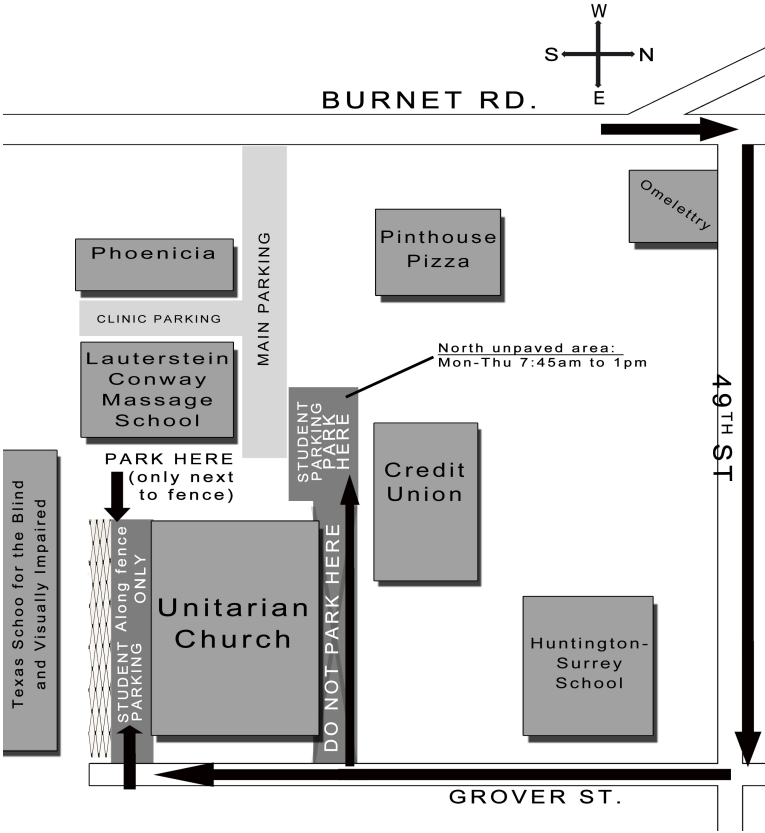 W
S
N
E
BURNET RD.
Omelettry
Phoenicia
Pinthouse
Pizza
MAIN PARKING
CLINIC PARKING
Lauterstein
Conway
Massage
School
North unpaved area:
Mon-Thu 7:45am to 1pm
49TH ST
STUDENT
PARKING
PARK
HERE
Credit
Union
PARK HERE
(only next
to fence)
Texas Schoo for the Blind
and Visually Impaired
STUDENT Along fence
PARKING ONLY
Unitarian
Church
DO NOT PARK HERE
Huntington-
Surrey
School
GROVER ST.